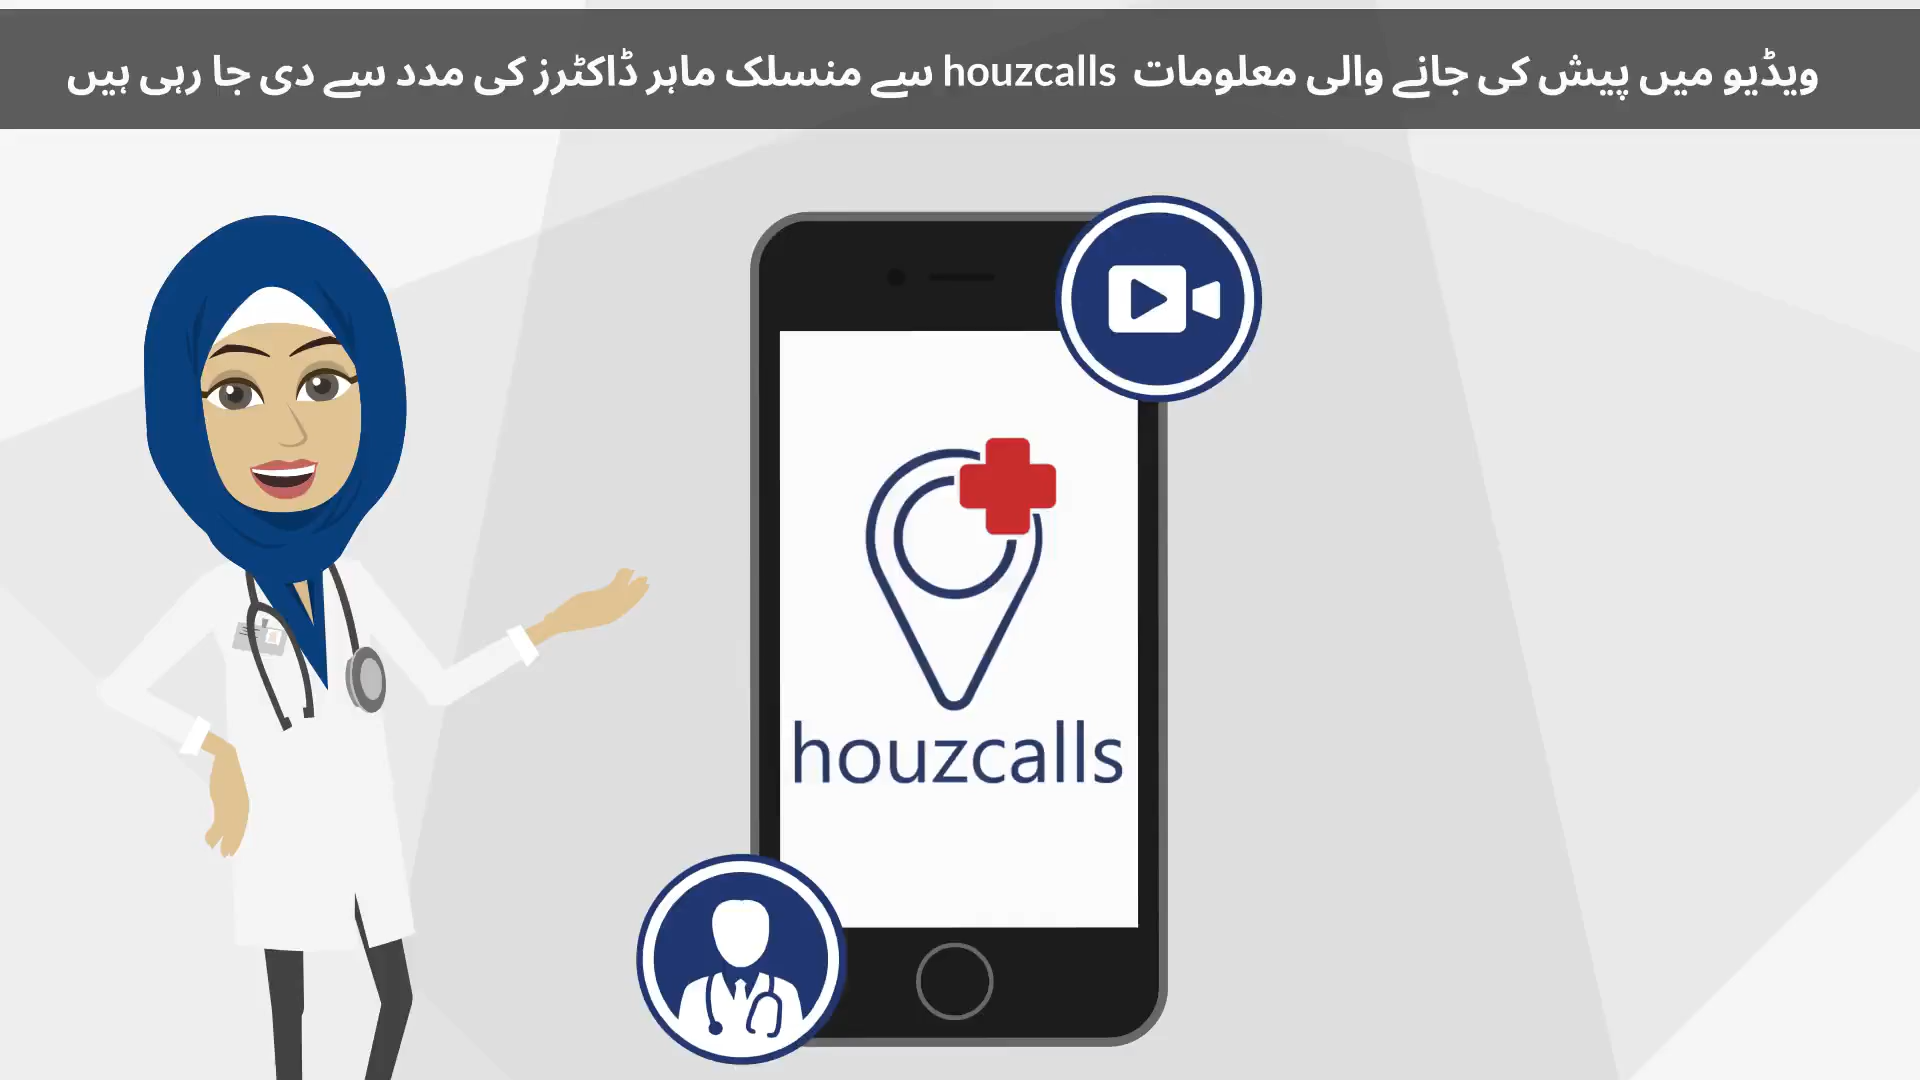 ویڈیو میں پیش کی جانے والی معلومات houzcalls سے منسلک ماہر ڈاکٹرز کی مدد سے دی جا رہی ہیں
houzcalls